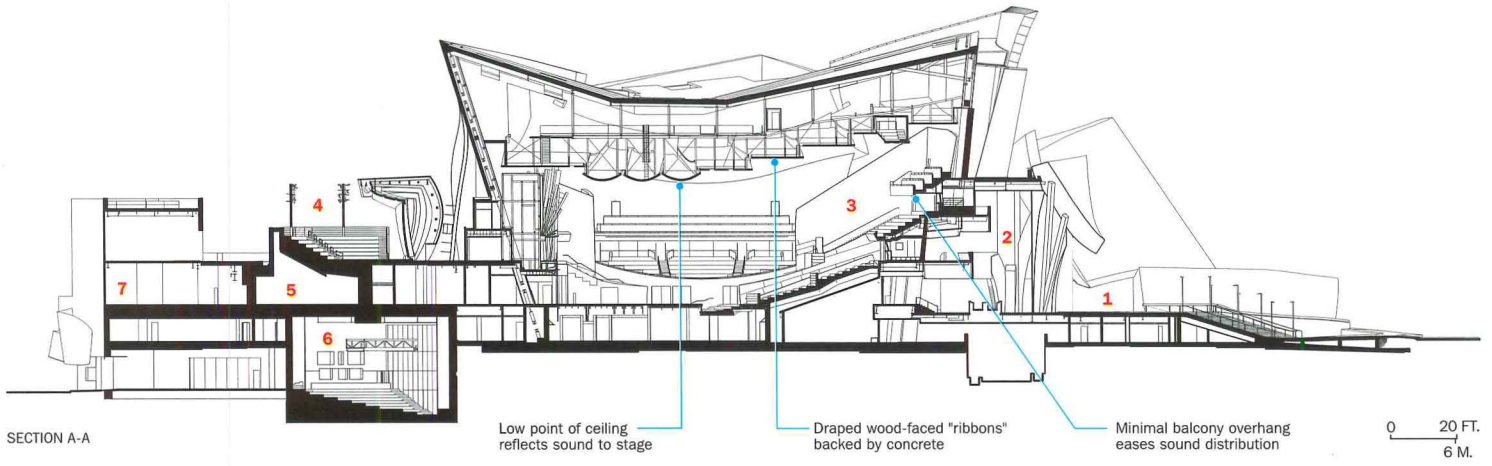 4
3
2
7
5
1
6
SECTION A-A
Low point of ceiling
reflects sound to stage
Draped wood-faced "ribbons"
backed by concrete
Minimal balcony overhang
eases sound distribution
0 20 FT.
6 M.